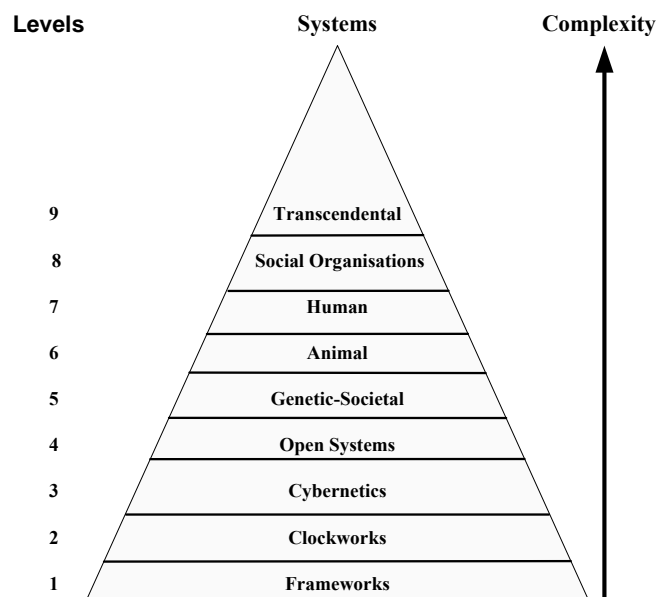 Levels Systems Complexity
9 Transcendental
8 Social Organisations
7 Human
6 Animal
5 Genetic-Societal
4 Open Systems
3 Cybernetics
2 Clockworks
1 Frameworks